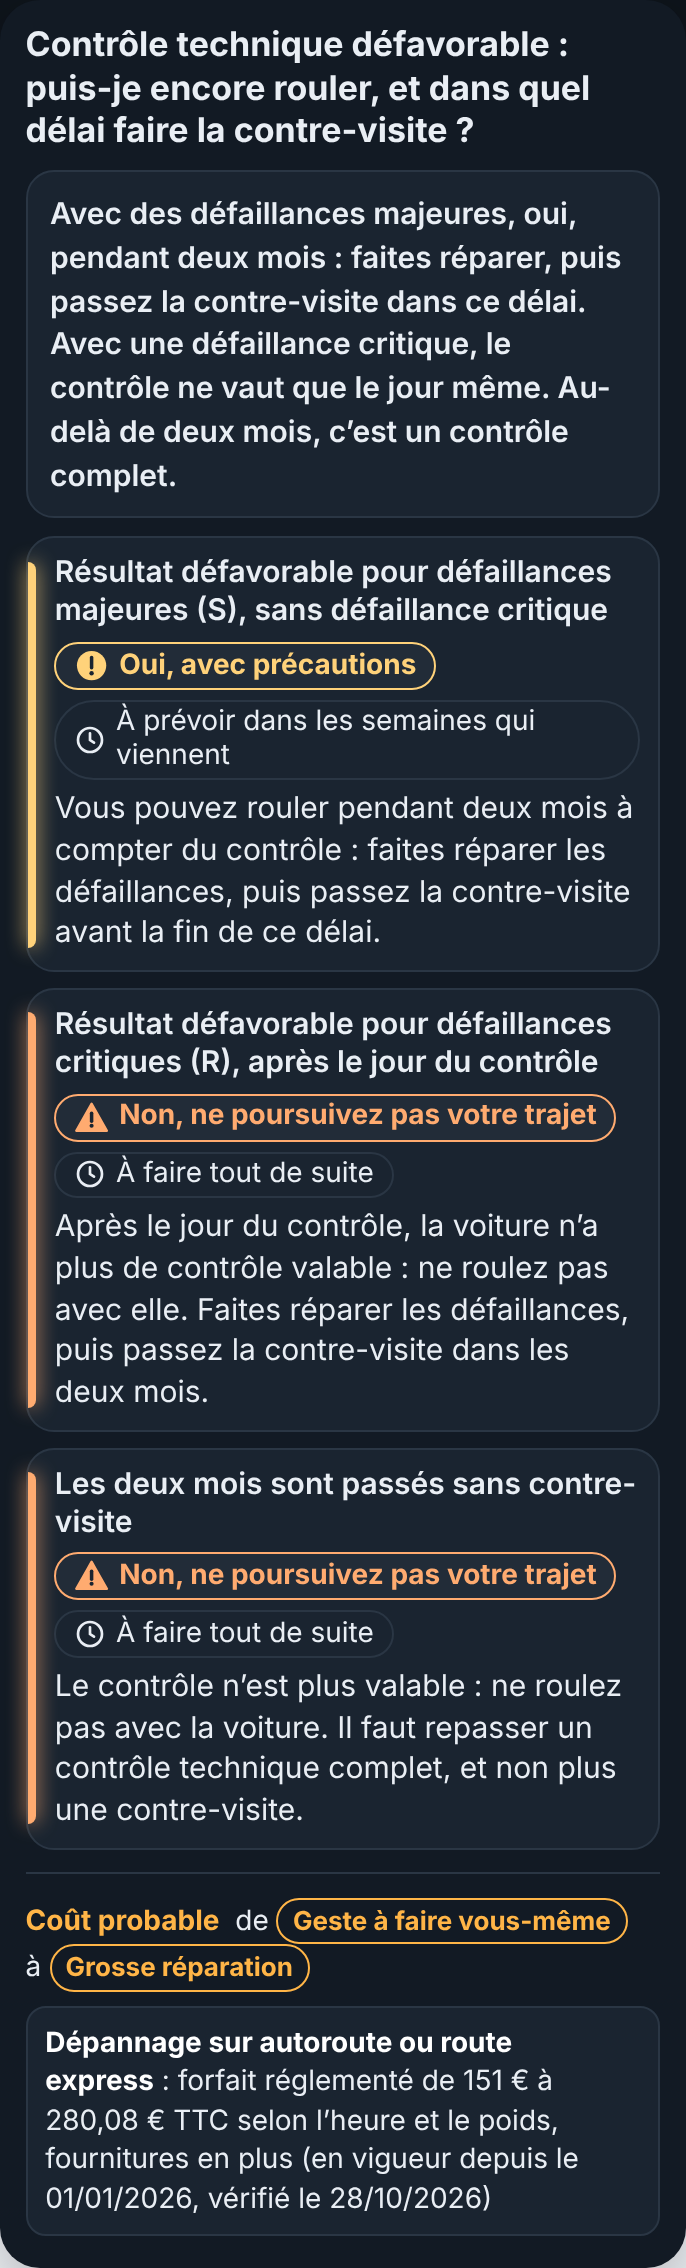 Contrôle technique défavorable :
puis-je encore rouler, et dans quel
délai faire la contre-visite ?
Avec des défaillances majeures, oui,
pendant deux mois : faites réparer, puis
passez la contre-visite dans ce délai.
Avec une défaillance critique, le
contrôle ne vaut que le jour même. Au-
delà de deux mois, c’est un contrôle
complet.
Résultat défavorable pour défaillances
majeures (S), sans défaillance critique
Oui, avec précautions
À prévoir dans les semaines qui
viennent
Vous pouvez rouler pendant deux mois à
compter du contrôle : faites réparer les
défaillances, puis passez la contre-visite
avant la fin de ce délai.
Résultat défavorable pour défaillances
critiques (R), après le jour du contrôle
Non, ne poursuivez pas votre trajet
À faire tout de suite
Après le jour du contrôle, la voiture n’a
plus de contrôle valable : ne roulez pas
avec elle. Faites réparer les défaillances,
puis passez la contre-visite dans les
deux mois.
Les deux mois sont passés sans contre-
visite
Non, ne poursuivez pas votre trajet
À faire tout de suite
Le contrôle n’est plus valable : ne roulez
pas avec la voiture. Il faut repasser un
contrôle technique complet, et non plus
une contre-visite.
Coût probable de Geste à faire vous-même
à Grosse réparation
Dépannage sur autoroute ou route
express : forfait réglementé de 151 € à
280,08 € TTC selon l’heure et le poids,
fournitures en plus (en vigueur depuis le
01/01/2026, vérifié le 28/10/2026)